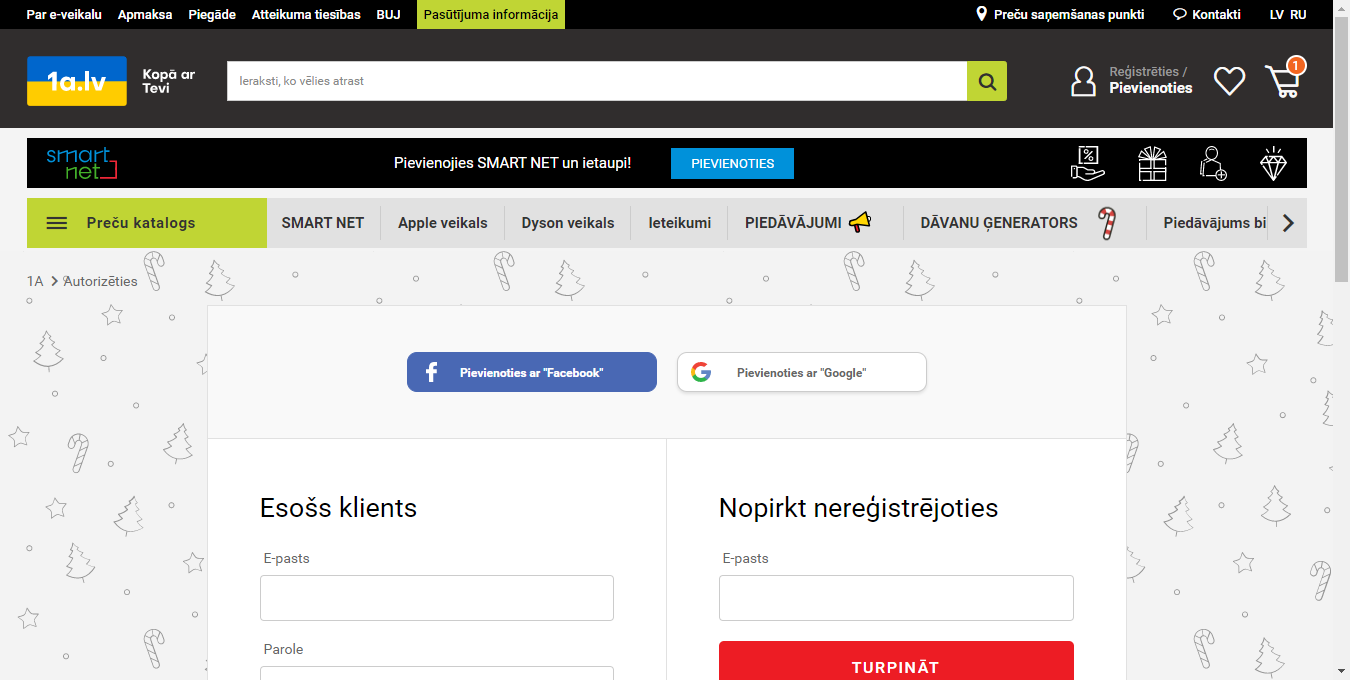 Par e-veikalu Apmaksa Piegāde Atteikuma tiesības BUJ Pasūtījuma informācija Preču saņemšanas punkti Kontakti LV RU
1a.lv Kopā ar Tevi
Ieraksti, ko vēlies atrast
Reģistrēties /
Pievienoties
1
smart net
Pievienojies SMART NET un ietaupi! PIEVIENOTIES
%
Preču katalogs SMART NET Apple veikals Dyson veikals Ieteikumi PIEDĀVĀJUMI DĀVANU ĢENERATORS Piedāvājums bi
1A Autorizēties
Pievienoties ar "Facebook" Pievienoties ar "Google"
Esošs klients
E-pasts
Parole
Nopirkt nereģistrējoties
E-pasts
TURPINĀT